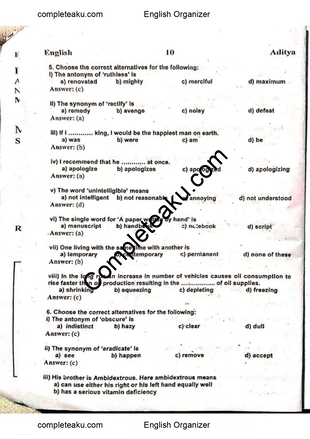 completeaku.com English Organizer
English 10 Aditya
5. Choose the correct alternatives for the following:
i) The antonym of 'ruthless' is
a) renovated b) mighty c) merciful d) maximum
Answer: (c)
ii) The synonym of 'rectify' is
a) remedy b) avenge c) noisy d) defeat
Answer: (a)
iii) If I ............ king, I would be the happiest man on earth.
a) was b) were c) am d) be
Answer: (b)
iv) I recommend that he ............ at once.
a) apologize b) apologizes c) apologized d) apologizing
Answer: (a)
v) The word 'unintelligible' means
a) not intelligent b) not reasonable annoying d) not understood
Answer: (d)
vi) The single word for 'A paper by hand' is
a) manuscript c) notebook d) script
Answer: (a)
vii) One living with the same time with another is
a) temporary c) permanent d) none of these
Answer: (b)
viii) In the long increase in number of vehicles causes oil consumption to
rise faster production resulting in the ................ of oil supplies.
a) shrinking b) squeezing c) depleting d) freezing
Answer: (c)
6. Choose the correct alternatives for the following:
i) The antonym of 'obscure' is
a) indistinct b) hazy c) clear d) dull
Answer: (c)
ii) The synonym of 'eradicate' is
a) see b) happen c) remove d) accept
Answer: (c)
iii) His brother is Ambidextrous. Here ambidextrous means
a) can use either his right or his left hand equally well
b) has a serious vitamin deficiency
Completeaku.com
completeaku.com English Organizer